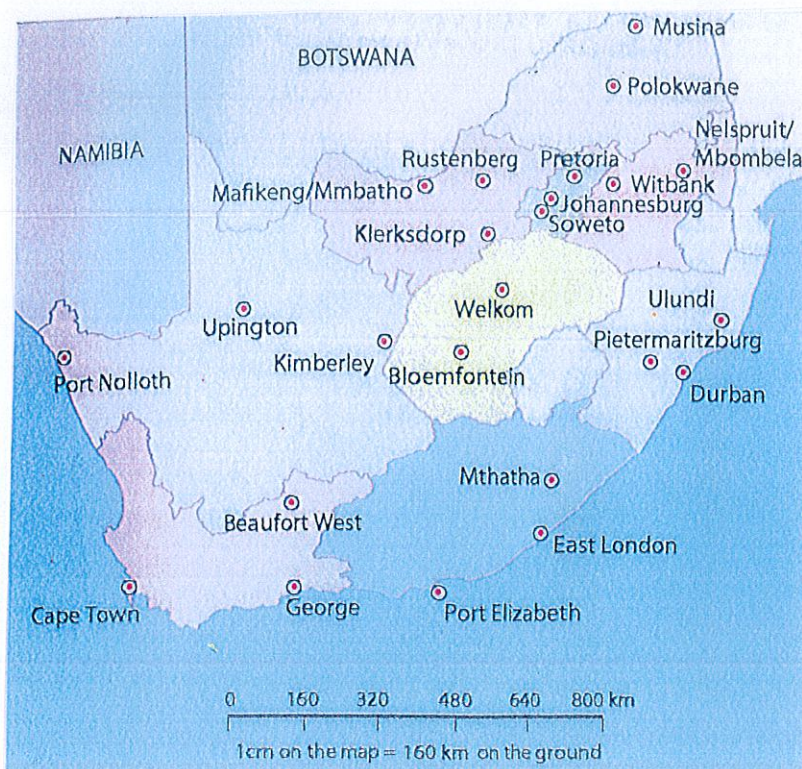 Musina
BOTSWANA
Polokwane
Nelspruit/
Mbombela
NAMIBIA
Rustenberg
Pretoria
Mafikeng/Mmbatho
Witbank
Johannesburg
Soweto
Klerksdorp
Welkom
Ulundi
Upington
Pietermaritzburg
Kimberley
Port Nolloth
Bloemfontein
Durban
Mthatha
Beaufort West
East London
Cape Town
George
Port Elizabeth
0 160 320 480 640 800 km
1cm on the map = 160 km on the ground